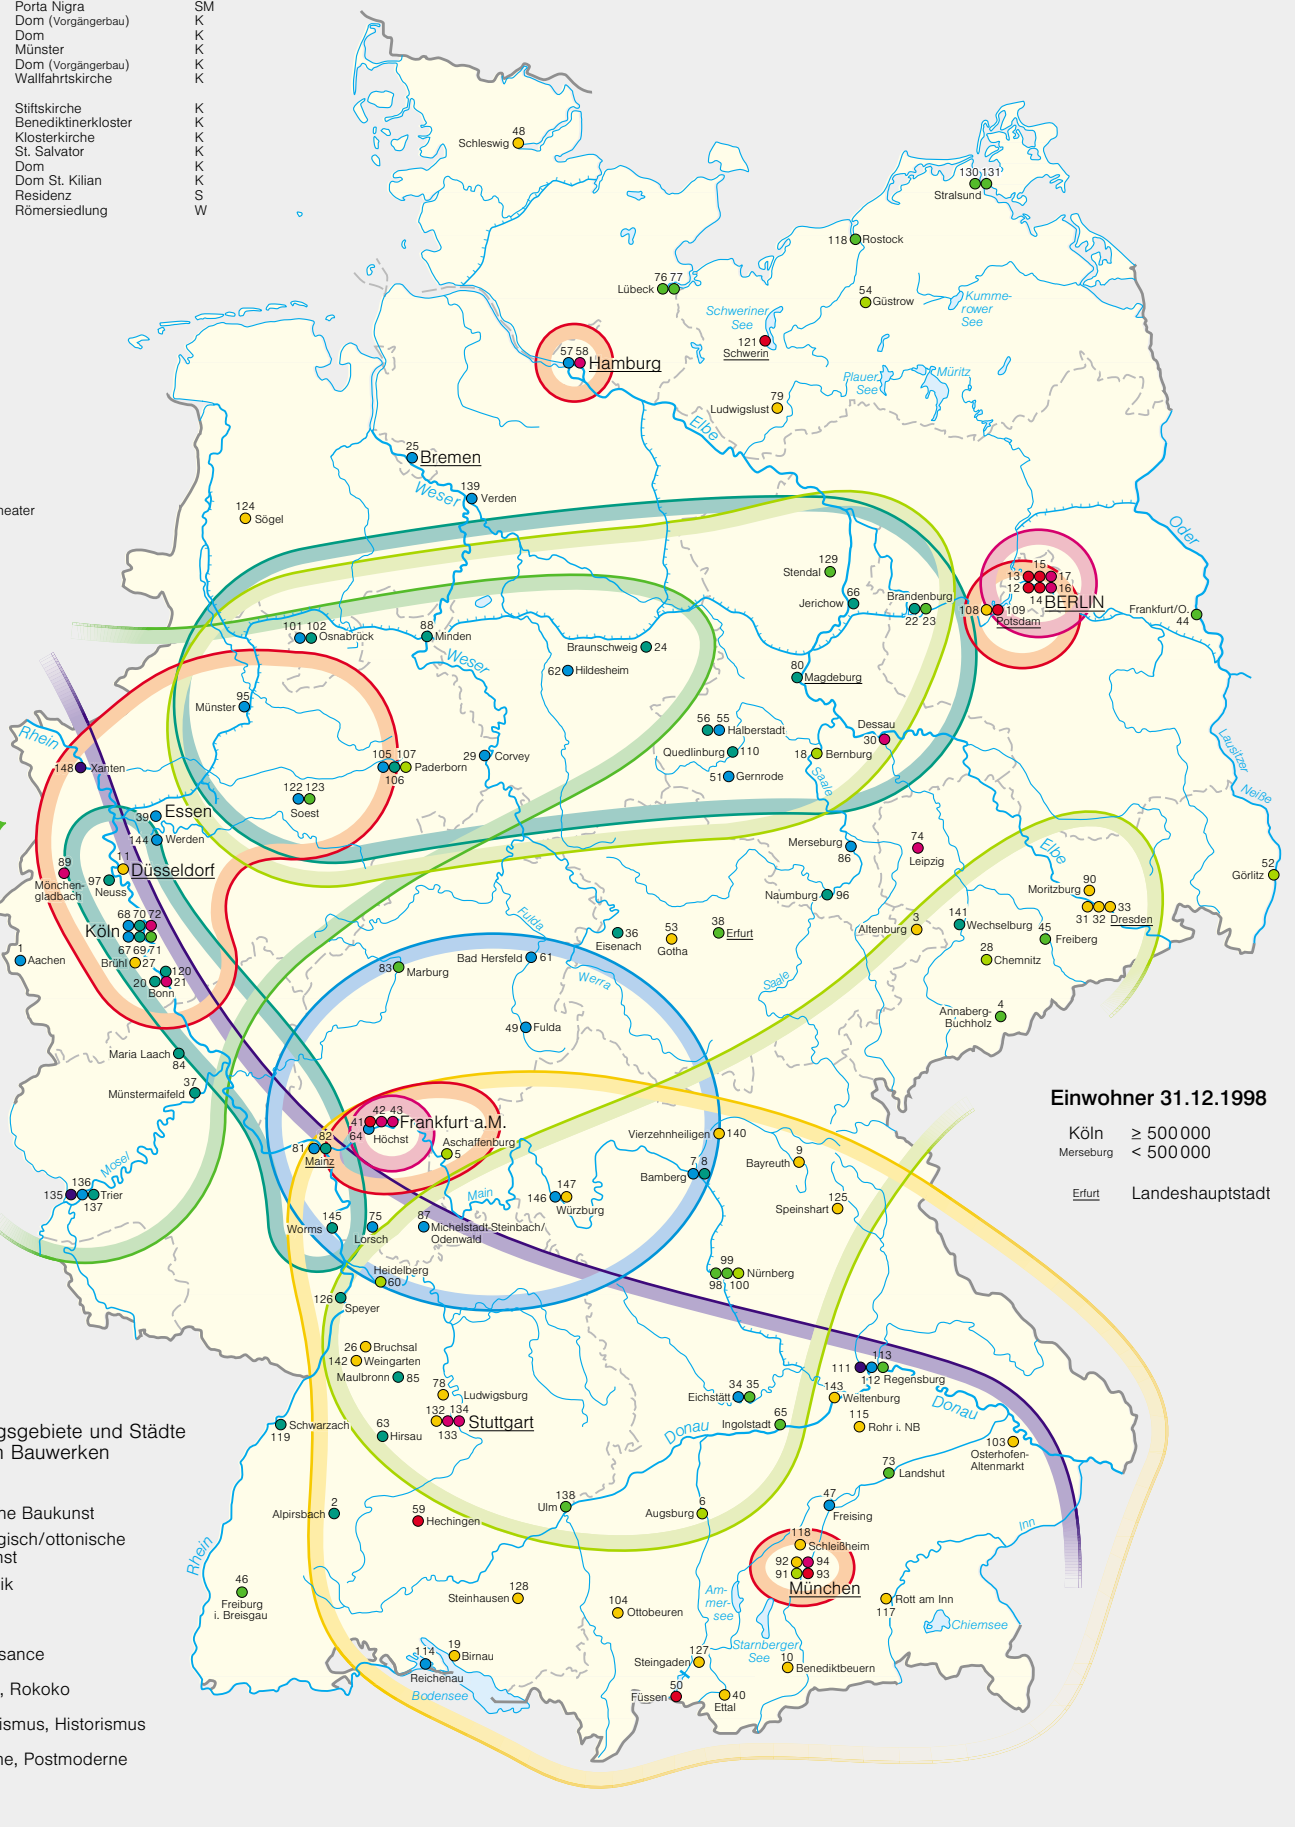 Porta Nigra SM
Dom (Vorgängerbau) K
Dom K
Münster K
Dom (Vorgängerbau) K
Wallfahrtskirche K
Stiftskirche K
Benediktinerkloster K
Klosterkirche K
St. Salvator K
Dom K
Dom St. Kilian K
Residenz S
Römersiedlung W
48
Schleswig
130 131
Stralsund
118 Rostock
76 77
Lübeck
54
Güstrow
Kumme-
rower
See
Schweriner
See
121
Schwerin
57 58
Hamburg
Plauer
See
Müritz
79
Ludwigslust
Elbe
25
Bremen
Weser
139
Verden
eater
124
Sögel
Oder
129
Stendal
66
Jerichow
Brandenburg
22 23
15
13 17
12 16
14
BERLIN
108 109
Potsdam
Frankfurt/O.
44
101 102
Osnabrück
88
Minden
Braunschweig 24
Weser
62 Hildesheim
80
Magdeburg
95
Münster
56 55
Halberstadt
Dessau
30
Rhein
148 Xanten
105 107
Paderborn
106
29 Corvey
Quedlinburg 110
18 Bernburg
51 Gernrode
Saale
Lausitzer
Neiße
122 123
Soest
39 Essen
144 Werden
Merseburg
86
74
Leipzig
Elbe
11
Düsseldorf
89
Mönchen-
gladbach
97
Neuss
52
Görlitz
90
Moritzburg
33
31 32 Dresden
Naumburg 96
68 70 72
Köln
67 69 71
Brühl 27
1
Aachen
120
20 21
Bonn
Fulda
36
Eisenach
53
Gotha
38
Erfurt
3
Altenburg
141
Wechselburg
45
Freiberg
28
Chemnitz
83 Marburg
Bad Hersfeld 61
Werra
Saale
49 Fulda
4
Annaberg-
Buchholz
Maria Laach
84
37
Münstermaifeld
Einwohner 31.12.1998
Köln ≥ 500 000
Merseburg < 500 000
Erfurt Landeshauptstadt
42 43
41 Frankfurt a.M.
64 Höchst
82
81
Mainz
Aschaffenburg
5
Vierzehnheiligen 140
Mosel
9
Bayreuth
7 8
Bamberg
136
135 Trier
137
Main
146 147
Würzburg
125
Speinshart
145
Worms
75
Lorsch
87
Michelstadt-Steinbach/
Odenwald
Heidelberg
60
99
Nürnberg
98 100
126
Speyer
26 Bruchsal
142 Weingarten
Maulbronn 85
113
111
112 Regensburg
78
Ludwigsburg
34 35
Eichstätt
143
Weltenburg
132 134
133
Stuttgart
Donau
65
Ingolstadt
115
Rohr i. NB
Donau
Schwarzach
119
63
Hirsau
103
Osterhofen-
Altenmarkt
gsgebiete und Städte
n Bauwerken
73
Landshut
2
Alpirsbach
59
Hechingen
138
Ulm
6
Augsburg
47
Freising
Inn
ne Baukunst
gisch/ottonische
nst
ik
Rhein
118
Schleißheim
92 94
91 93
München
46
Freiburg
i. Breisgau
128
Steinhausen
104
Ottobeuren
Am-
mer-
see
Rott am Inn
117
Chiemsee
sance
114
Reichenau
19
Birnau
127
Steingaden
Starnberger
See
10
Benediktbeuern
, Rokoko
Bodensee
50
Füssen
40
Ettal
ismus, Historismus
ne, Postmoderne